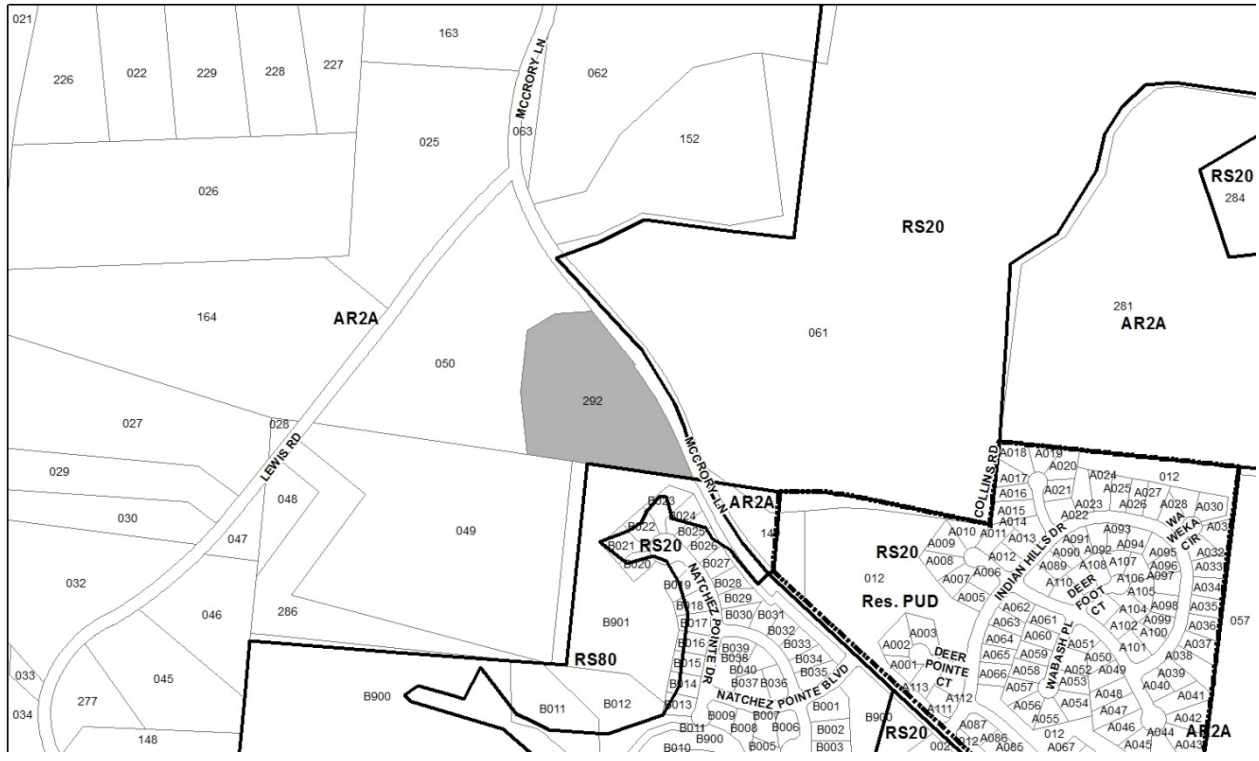 021
163
226
022
229
228
227
062
MCCRORY LN
063
152
025
026
RS20
284
RS20
281
AR2A
164
AR2A
061
050
292
027
028
029
LEWIS RD
048
030
047
049
032
046
286
MCCRORY LN
AR2A
COLLINS RD
A018
A019
A020
A024
012
A017
A025
A027
A016
A021
A026
A028
A030
A015
A023
A022
A014
WA WEKA CIR
B023
B024
B022
B025
B021
RS20
B026
B020
B027
B019
B028
B018
B029
B017
B030
B031
B016
B032
B901
B039
B033
B038
B034
B015
B040
B035
B014
B037
B036
NATCHEZ POINTE DR
NATCHEZ POINTE BLVD
RS80
B900
B011
B012
B013
B009
B007
B001
B011
B008
B006
B002
B010
B900
B005
B003
B900
RS20
002
RS20
012
Res. PUD
A010
A011
A009
A013
A008
A012
A007
A006
A005
INDIAN HILLS DR
A091
A093
A090
A092
A094
A095
A032
A089
A108
A107
A096
A110
A106
A097
A034
DEER FOOT CT
A105
A062
A104
A098
A035
A063
A061
A102
A099
A036
A064
A060
A100
A003
A002
A051
A101
A037
A065
A059
A050
A038
A001
A066
A058
A052
A049
A053
A039
A113
A057
A048
A040
A041
A112
A056
A054
A047
A111
A055
A046
A042
A087
012
A044
A086
A067
A045
A043
012
DEER POINTE CT
WABASH PL
057
AR2A
033
045
277
034
148